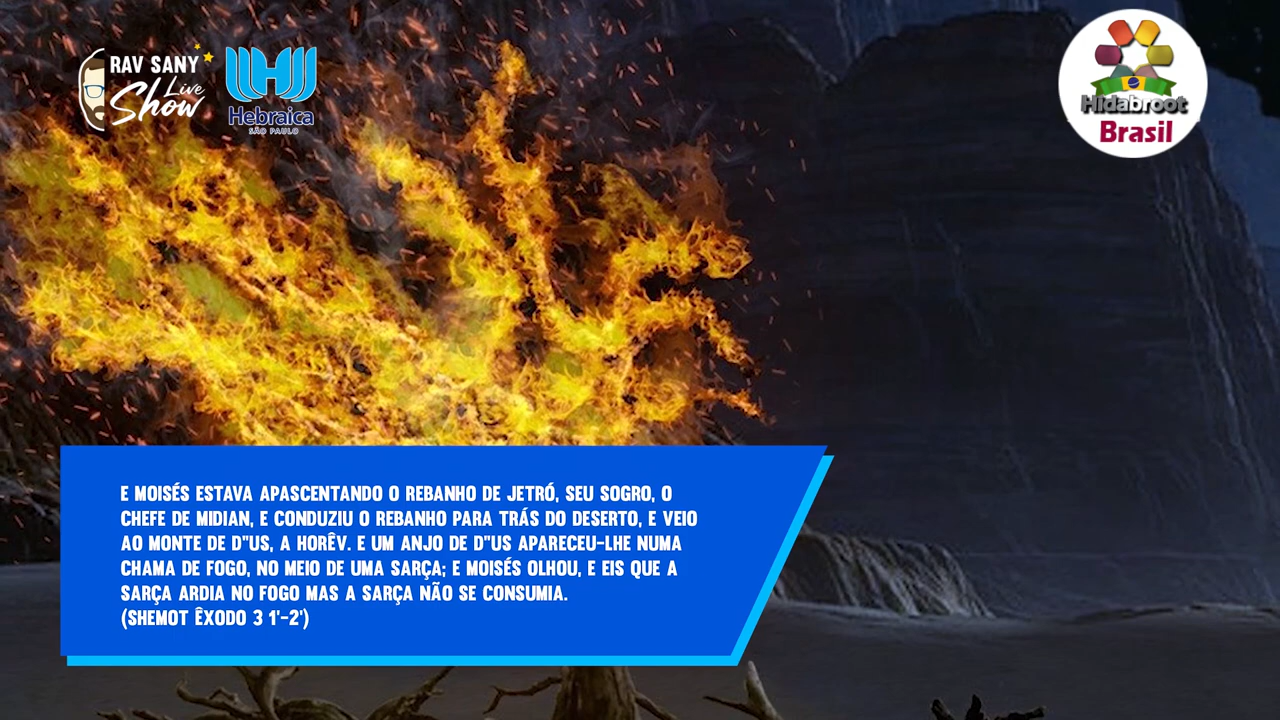 RAV SANY
Live
Show
Hebraica
SÃO PAULO
Hidabroot
Brasil
E MOISÉS ESTAVA APASCENTANDO O REBANHO DE JETRÓ, SEU SOGRO, O
CHEFE DE MIDIAN, E CONDUZIU O REBANHO PARA TRÁS DO DESERTO, E VEIO
AO MONTE DE D"US, A HORÊV. E UM ANJO DE D"US APARECEU-LHE NUMA
CHAMA DE FOGO, NO MEIO DE UMA SARÇA; E MOISÉS OLHOU, E EIS QUE A
SARÇA ARDIA NO FOGO MAS A SARÇA NÃO SE CONSUMIA.
(SHEMOT ÊXODO 3 1'-2')